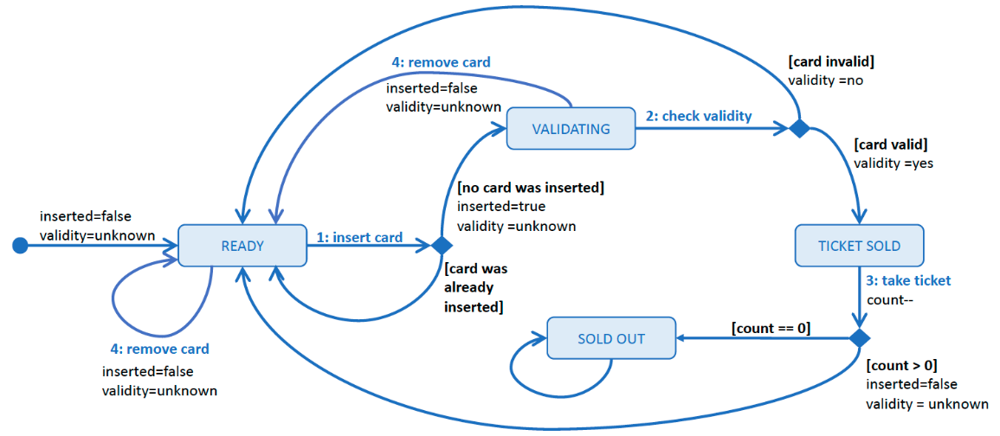 [card invalid]
validity =no
4: remove card
inserted=false
validity=unknown
VALIDATING
2: check validity
[card valid]
validity =yes
[no card was inserted]
inserted=true
validity =unknown
inserted=false
validity=unknown
READY
1: insert card
TICKET SOLD
[card was
already
inserted]
3: take ticket
count--
SOLD OUT
[count == 0]
4: remove card
inserted=false
validity=unknown
[count > 0]
inserted=false
validity = unknown